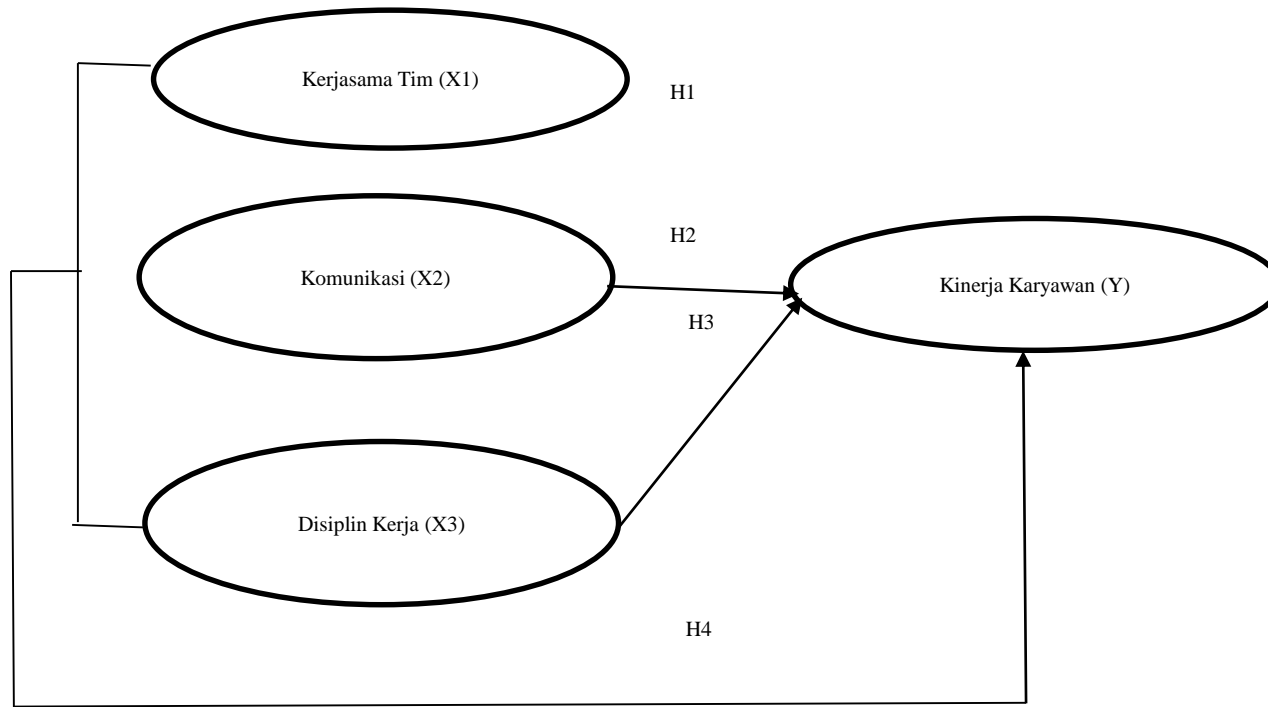 Kerjasama Tim (X1)
H1
H2
Komunikasi (X2)
Kinerja Karyawan (Y)
H3
Disiplin Kerja (X3)
H4